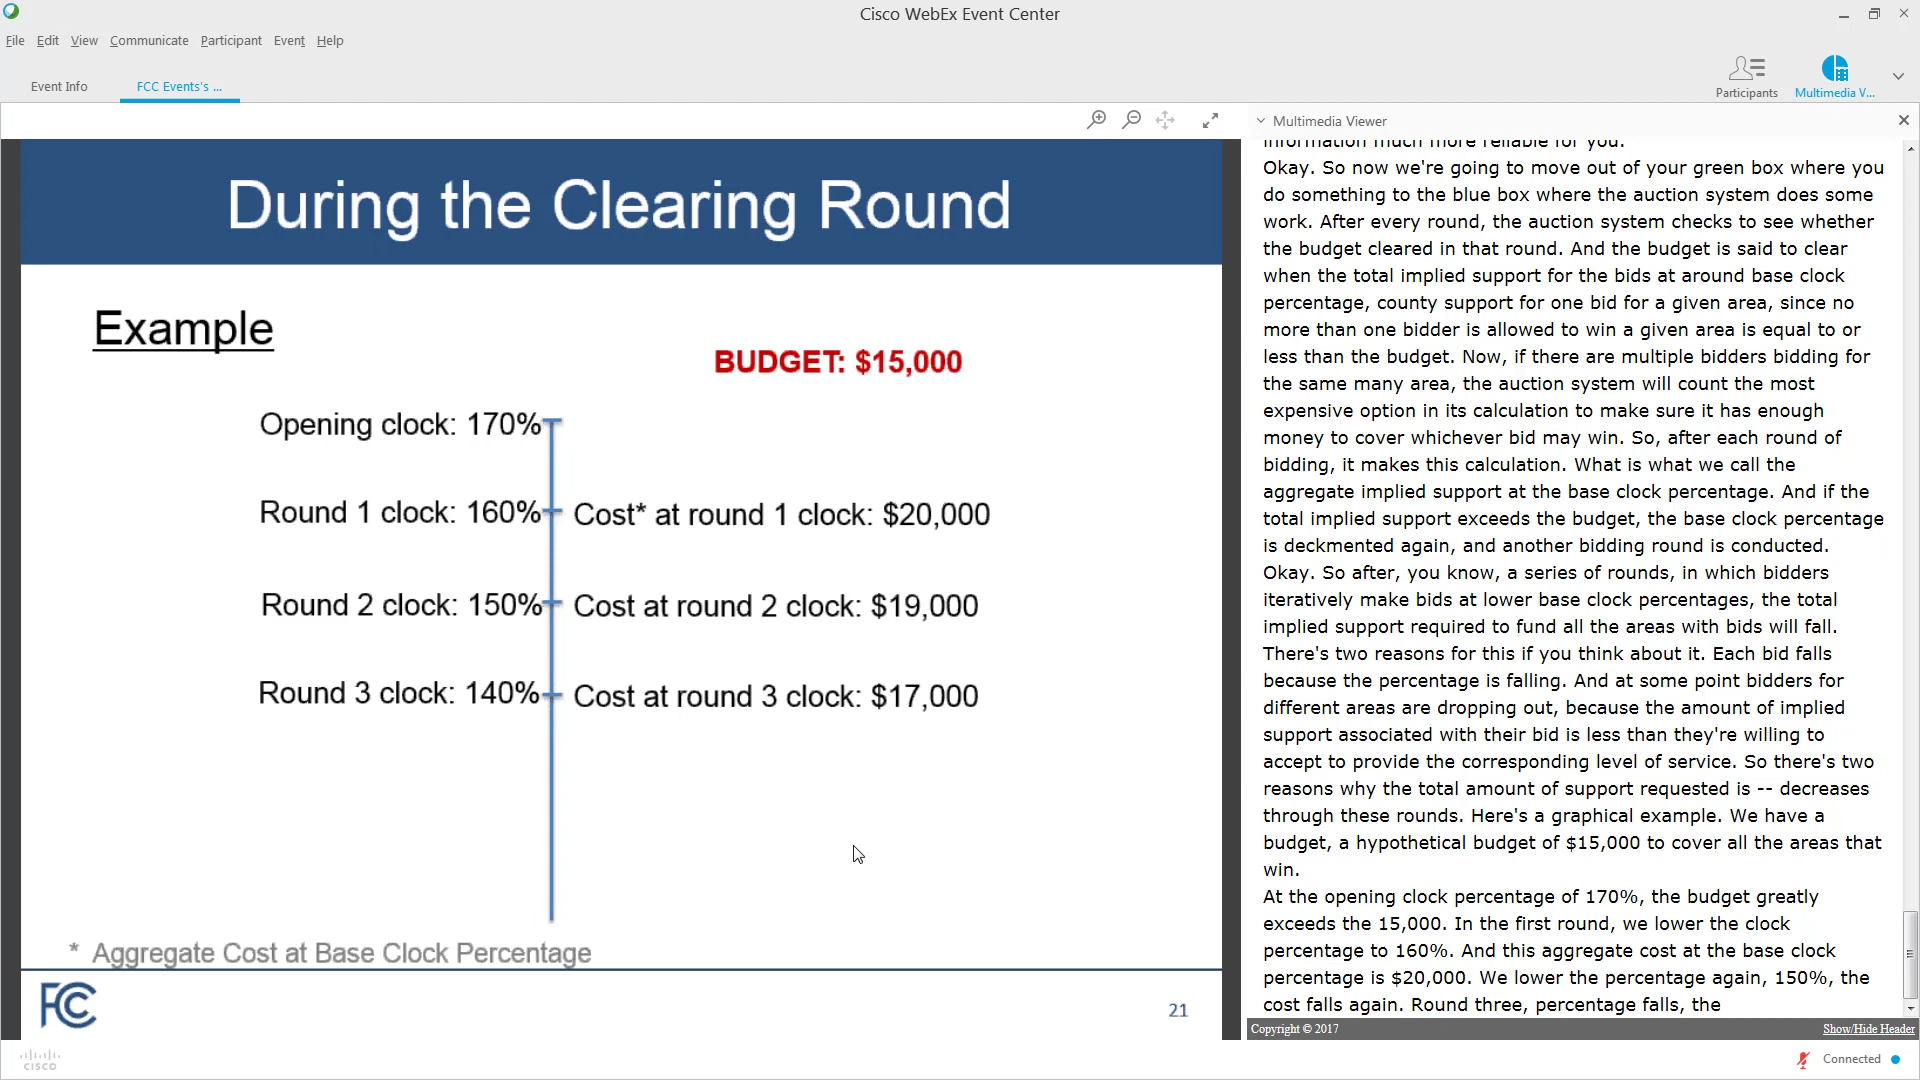 Cisco WebEx Event Center
File Edit View Communicate Participant Event Help
Event Info
FCC Events's ...
Participants
Multimedia V...
During the Clearing Round
Example
BUDGET: $15,000
Opening clock: 170%
Round 1 clock: 160%
Cost* at round 1 clock: $20,000
Round 2 clock: 150%
Cost at round 2 clock: $19,000
Round 3 clock: 140%
Cost at round 3 clock: $17,000
* Aggregate Cost at Base Clock Percentage
FCC
21
cisco
Multimedia Viewer
information much more reliable for you.
Okay. So now we're going to move out of your green box where you
do something to the blue box where the auction system does some
work. After every round, the auction system checks to see whether
the budget cleared in that round. And the budget is said to clear
when the total implied support for the bids at around base clock
percentage, county support for one bid for a given area, since no
more than one bidder is allowed to win a given area is equal to or
less than the budget. Now, if there are multiple bidders bidding for
the same many area, the auction system will count the most
expensive option in its calculation to make sure it has enough
money to cover whichever bid may win. So, after each round of
bidding, it makes this calculation. What is what we call the
aggregate implied support at the base clock percentage. And if the
total implied support exceeds the budget, the base clock percentage
is deckmented again, and another bidding round is conducted.
Okay. So after, you know, a series of rounds, in which bidders
iteratively make bids at lower base clock percentages, the total
implied support required to fund all the areas with bids will fall.
There's two reasons for this if you think about it. Each bid falls
because the percentage is falling. And at some point bidders for
different areas are dropping out, because the amount of implied
support associated with their bid is less than they're willing to
accept to provide the corresponding level of service. So there's two
reasons why the total amount of support requested is -- decreases
through these rounds. Here's a graphical example. We have a
budget, a hypothetical budget of $15,000 to cover all the areas that
win.
At the opening clock percentage of 170%, the budget greatly
exceeds the 15,000. In the first round, we lower the clock
percentage to 160%. And this aggregate cost at the base clock
percentage is $20,000. We lower the percentage again, 150%, the
cost falls again. Round three, percentage falls, the
Copyright © 2017
Show/Hide Header
Connected